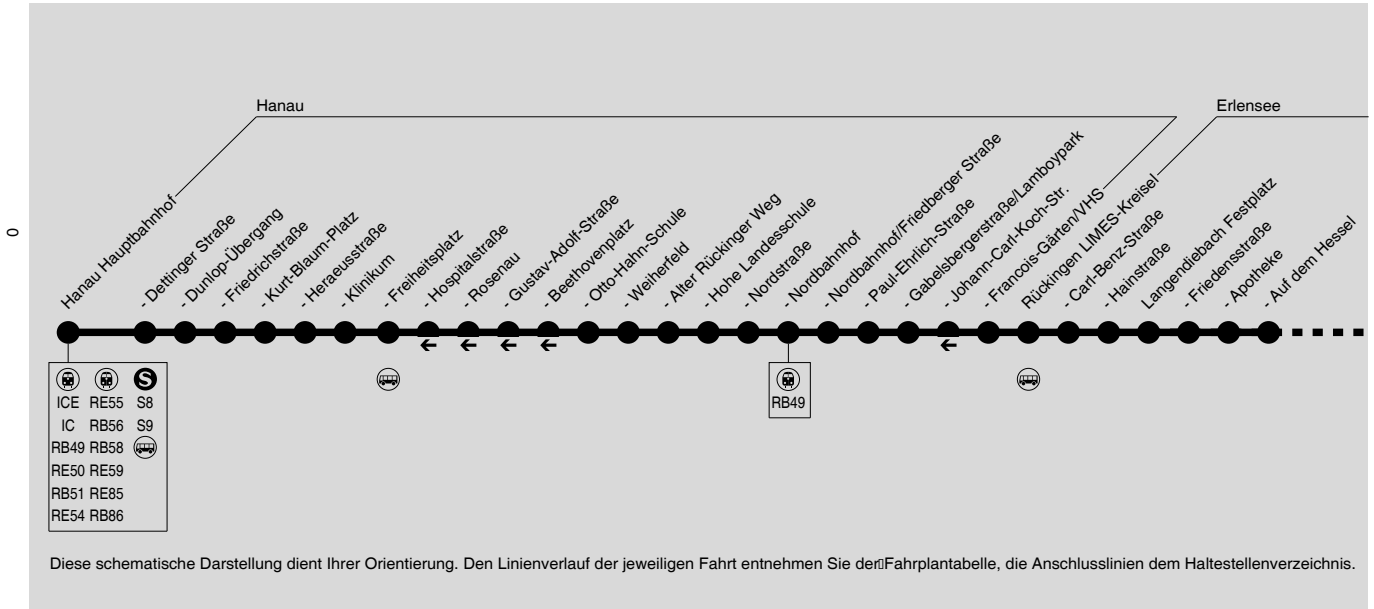 Hanau
Erlensee
0
Hanau Hauptbahnhof
- Dettinger Straße
- Dunlop-Übergang
- Friedrichstraße
- Kurt-Blaum-Platz
- Heraeusstraße
- Klinikum
- Freiheitsplatz
- Hospitalstraße
- Rosenau
- Gustav-Adolf-Straße
- Beethovenplatz
- Otto-Hahn-Schule
- Weiherfeld
- Alter Rückinger Weg
- Hohe Landesschule
- Nordstraße
- Nordbahnhof
- Nordbahnhof/Friedberger Straße
- Paul-Ehrlich-Straße
- Gabelsbergerstraße/Lamboypark
- Johann-Carl-Koch-Str.
- Francois-Gärten/VHS
Rückingen LIMES-Kreisel
- Carl-Benz-Straße
- Hainstraße
Langendiebach Festplatz
- Friedensstraße
- Apotheke
- Auf dem Hessel
S
ICE RE55 S8
IC RB56 S9
RB49 RB58
RE50 RE59
RB51 RE85
RE54 RB86
RB49
Diese schematische Darstellung dient Ihrer Orientierung. Den Linienverlauf der jeweiligen Fahrt entnehmen Sie der Fahrplantabelle, die Anschlusslinien dem Haltestellenverzeichnis.